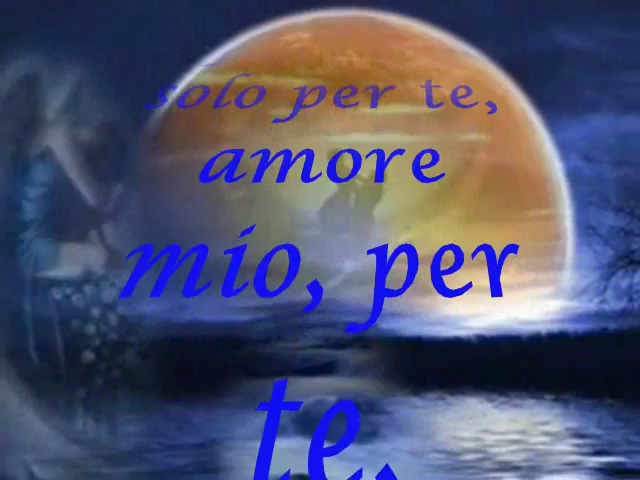 solo per te,
amore
mio, per
te,